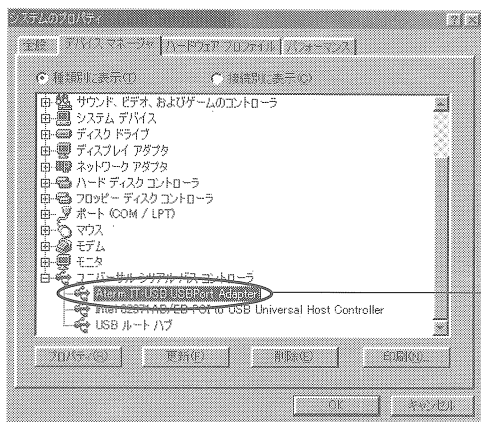 システムのプロパティ
全般 デバイス マネージャ ハードウェア プロファイル パフォーマンス
種類別に表示(T) 接続別に表示(C)
サウンド、ビデオ、およびゲームのコントローラ
システム デバイス
ディスク ドライブ
ディスプレイ アダプタ
ネットワーク アダプタ
ハード ディスク コントローラ
フロッピー ディスク コントローラ
ポート (COM / LPT)
マウス
モデム
モニタ
ユニバーサル シリアル バス コントローラ
Aterm IT USB USBPort Adapter
Intel 82371AB/EB PCI to USB Universal Host Controller
USB ルート ハブ
プロパティ(R) 更新(F) 削除(E) 印刷(N)...
OK キャンセル